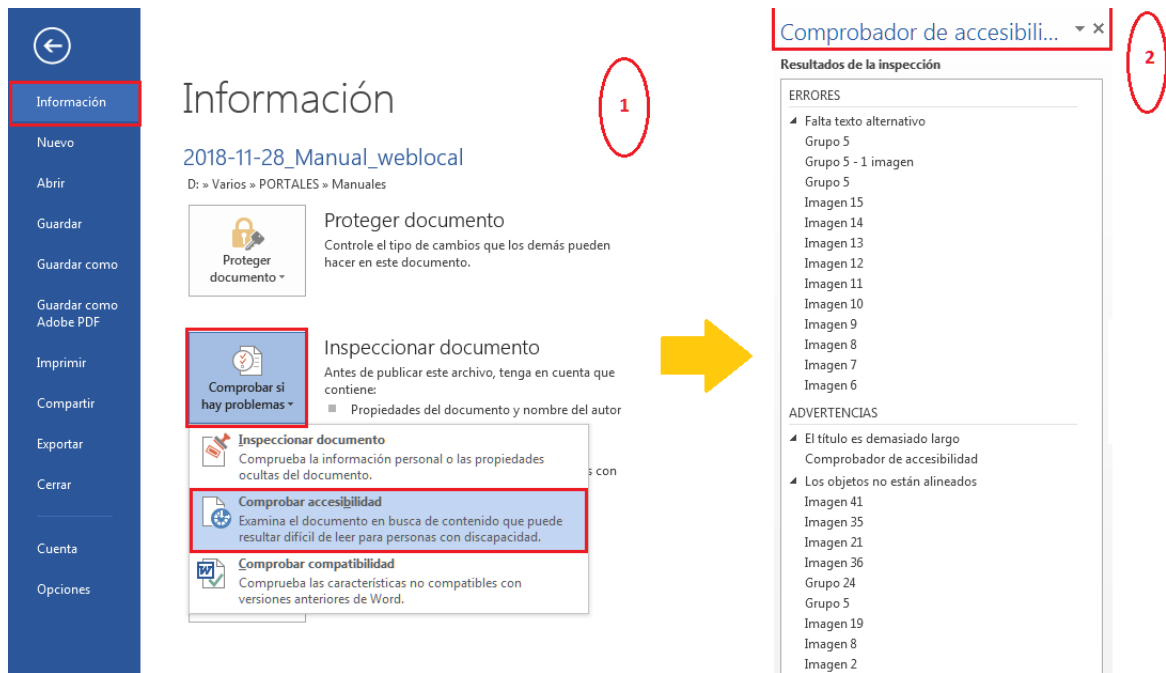 Información
Nuevo
Abrir
Guardar
Guardar como
Guardar como
Adobe PDF
Imprimir
Compartir
Exportar
Cerrar
Cuenta
Opciones
Información
1
2018-11-28_Manual_weblocal
D: » Varios » PORTALES » Manuales
Proteger
documento
Proteger documento
Controle el tipo de cambios que los demás pueden
hacer en este documento.
Comprobar si
hay problemas
Inspeccionar documento
Antes de publicar este archivo, tenga en cuenta que
contiene:
Propiedades del documento y nombre del autor
s con
Inspeccionar documento
Comprueba la información personal o las propiedades
ocultas del documento.
Comprobar accesibilidad
Examina el documento en busca de contenido que puede
resultar difícil de leer para personas con discapacidad.
Comprobar compatibilidad
Comprueba las características no compatibles con
versiones anteriores de Word.
Comprobador de accesibili...
2
Resultados de la inspección
ERRORES
Falta texto alternativo
Grupo 5
Grupo 5 - 1 imagen
Grupo 5
Imagen 15
Imagen 14
Imagen 13
Imagen 12
Imagen 11
Imagen 10
Imagen 9
Imagen 8
Imagen 7
Imagen 6
ADVERTENCIAS
El título es demasiado largo
Comprobador de accesibilidad
Los objetos no están alineados
Imagen 41
Imagen 35
Imagen 21
Imagen 36
Grupo 24
Grupo 5
Imagen 19
Imagen 8
Imagen 2